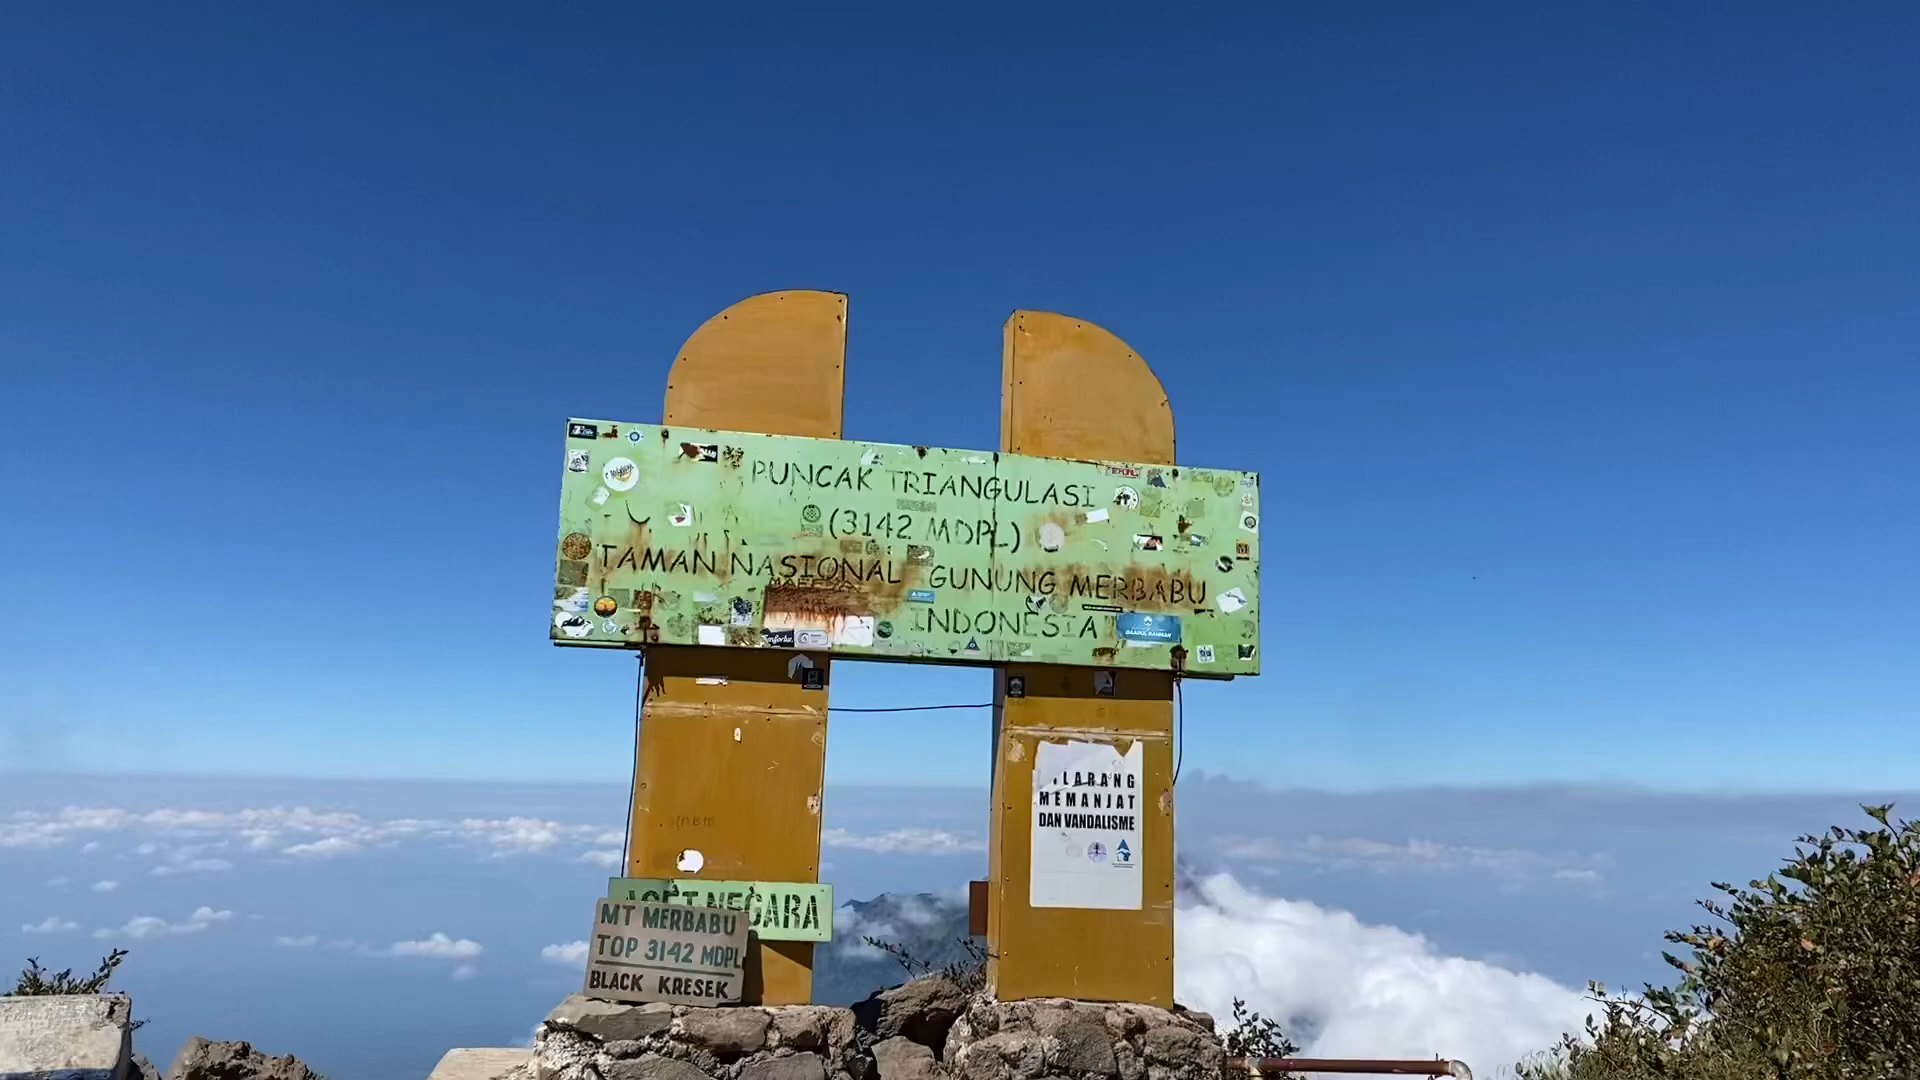 PUNCAK TRIANGULASI
(3142 MDPL)
TAMAN NASIONAL GUNUNG MERBABU
INDONESIA
MEMANJAT
DAN VANDALISME
NEGARA
MT MERBABU
TOP 3142 MDPL
BLACK KRESEK